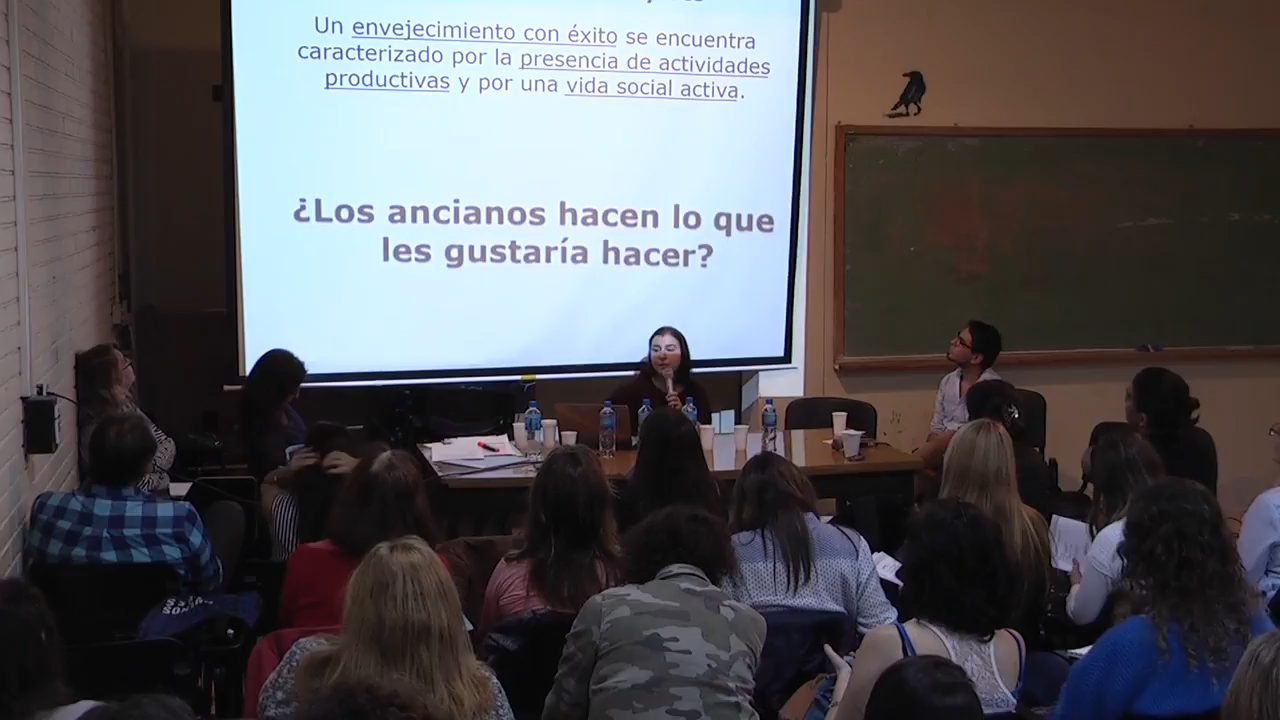 Un envejecimiento con éxito se encuentra
caracterizado por la presencia de actividades
productivas y por una vida social activa.
¿Los ancianos hacen lo que
les gustaría hacer?